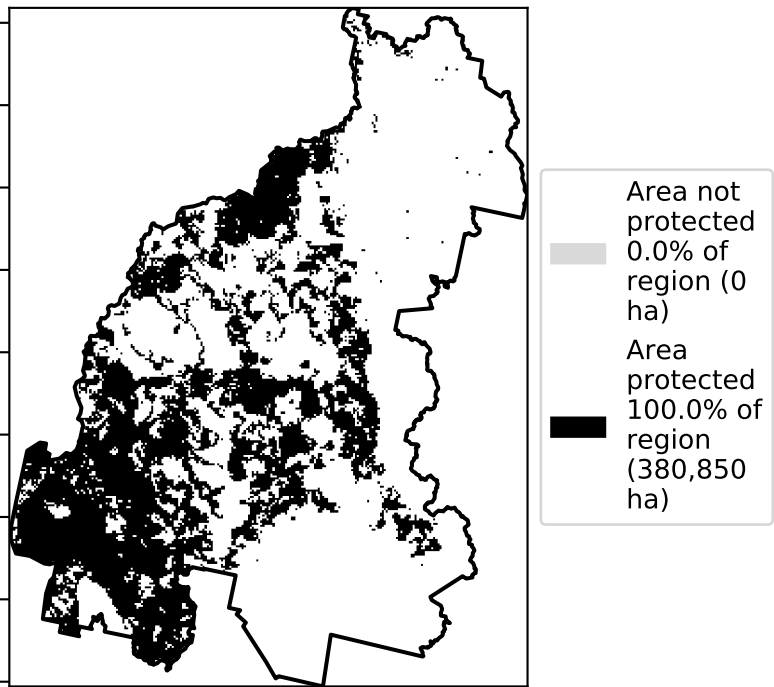 Area not
protected
0.0% of
region (0
ha)
Area
protected
100.0% of
region
(380,850
ha)